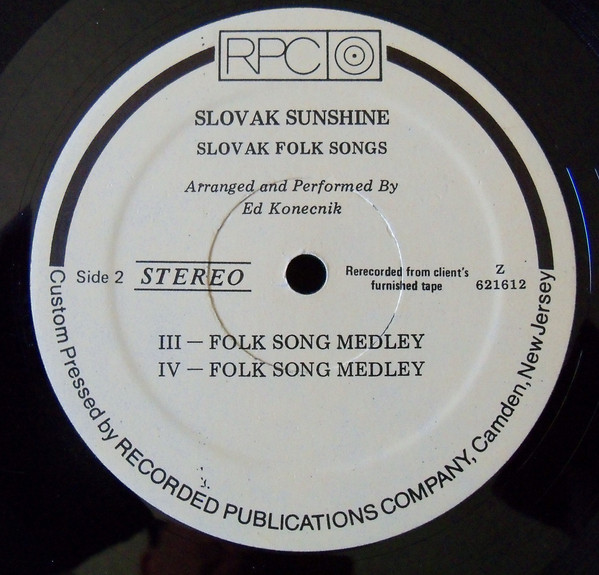 RPC
SLOVAK SUNSHINE
SLOVAK FOLK SONGS
Arranged and Performed By
Ed Konecnik
Side 2
STEREO
Rerecorded from client's
furnished tape
Z
621612
III — FOLK SONG MEDLEY
IV — FOLK SONG MEDLEY
Custom Pressed by RECORDED PUBLICATIONS COMPANY, Camden, New Jersey